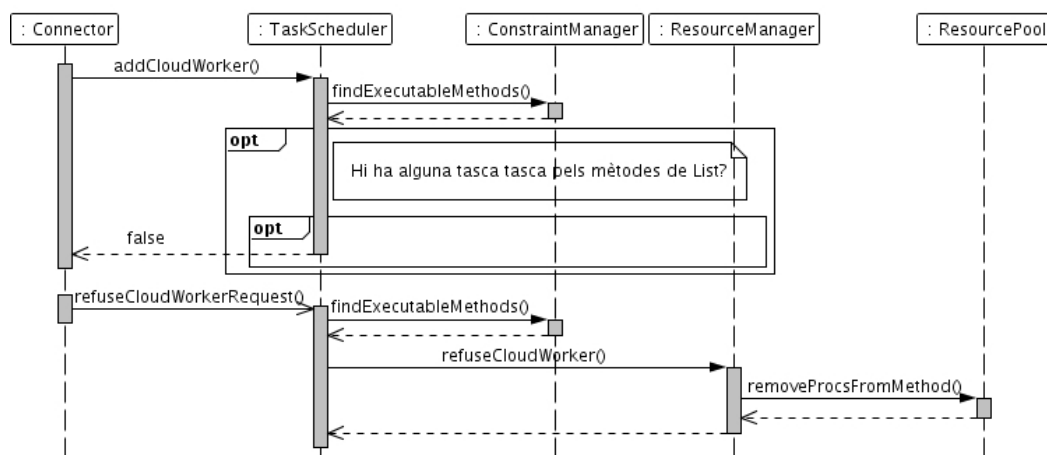 : Connector
: TaskScheduler
: ConstraintManager
: ResourceManager
: ResourcePool
addCloudWorker()
findExecutableMethods()
opt
Hi ha alguna tasca tasca pels mètodes de List?
opt
false
refuseCloudWorkerRequest()
findExecutableMethods()
refuseCloudWorker()
removeProcsFromMethod()